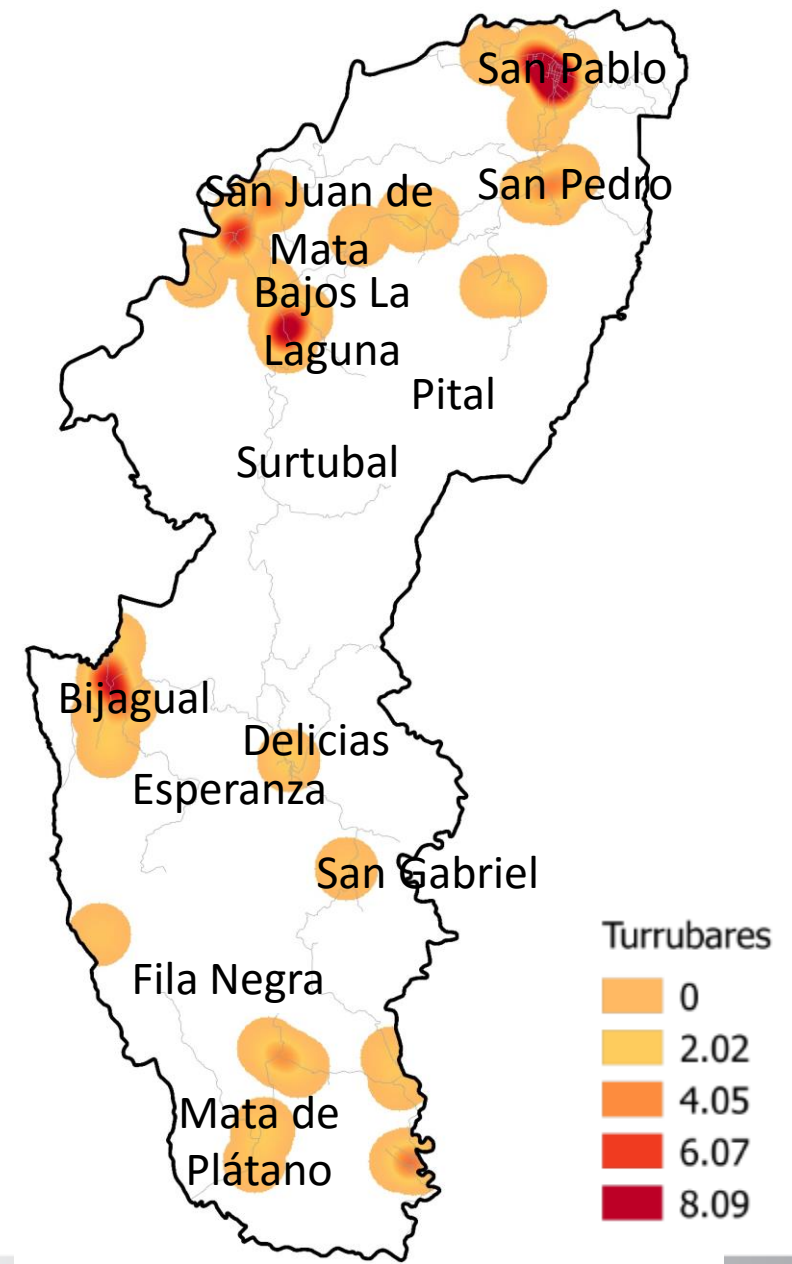 San Pablo
San Pedro
San Juan de
Mata
Bajos La
Laguna
Pital
Surtubal
Bijagual
Delicias
Esperanza
San Gabriel
Fila Negra
Mata de
Plátano
Turrubares
0
2.02
4.05
6.07
8.09